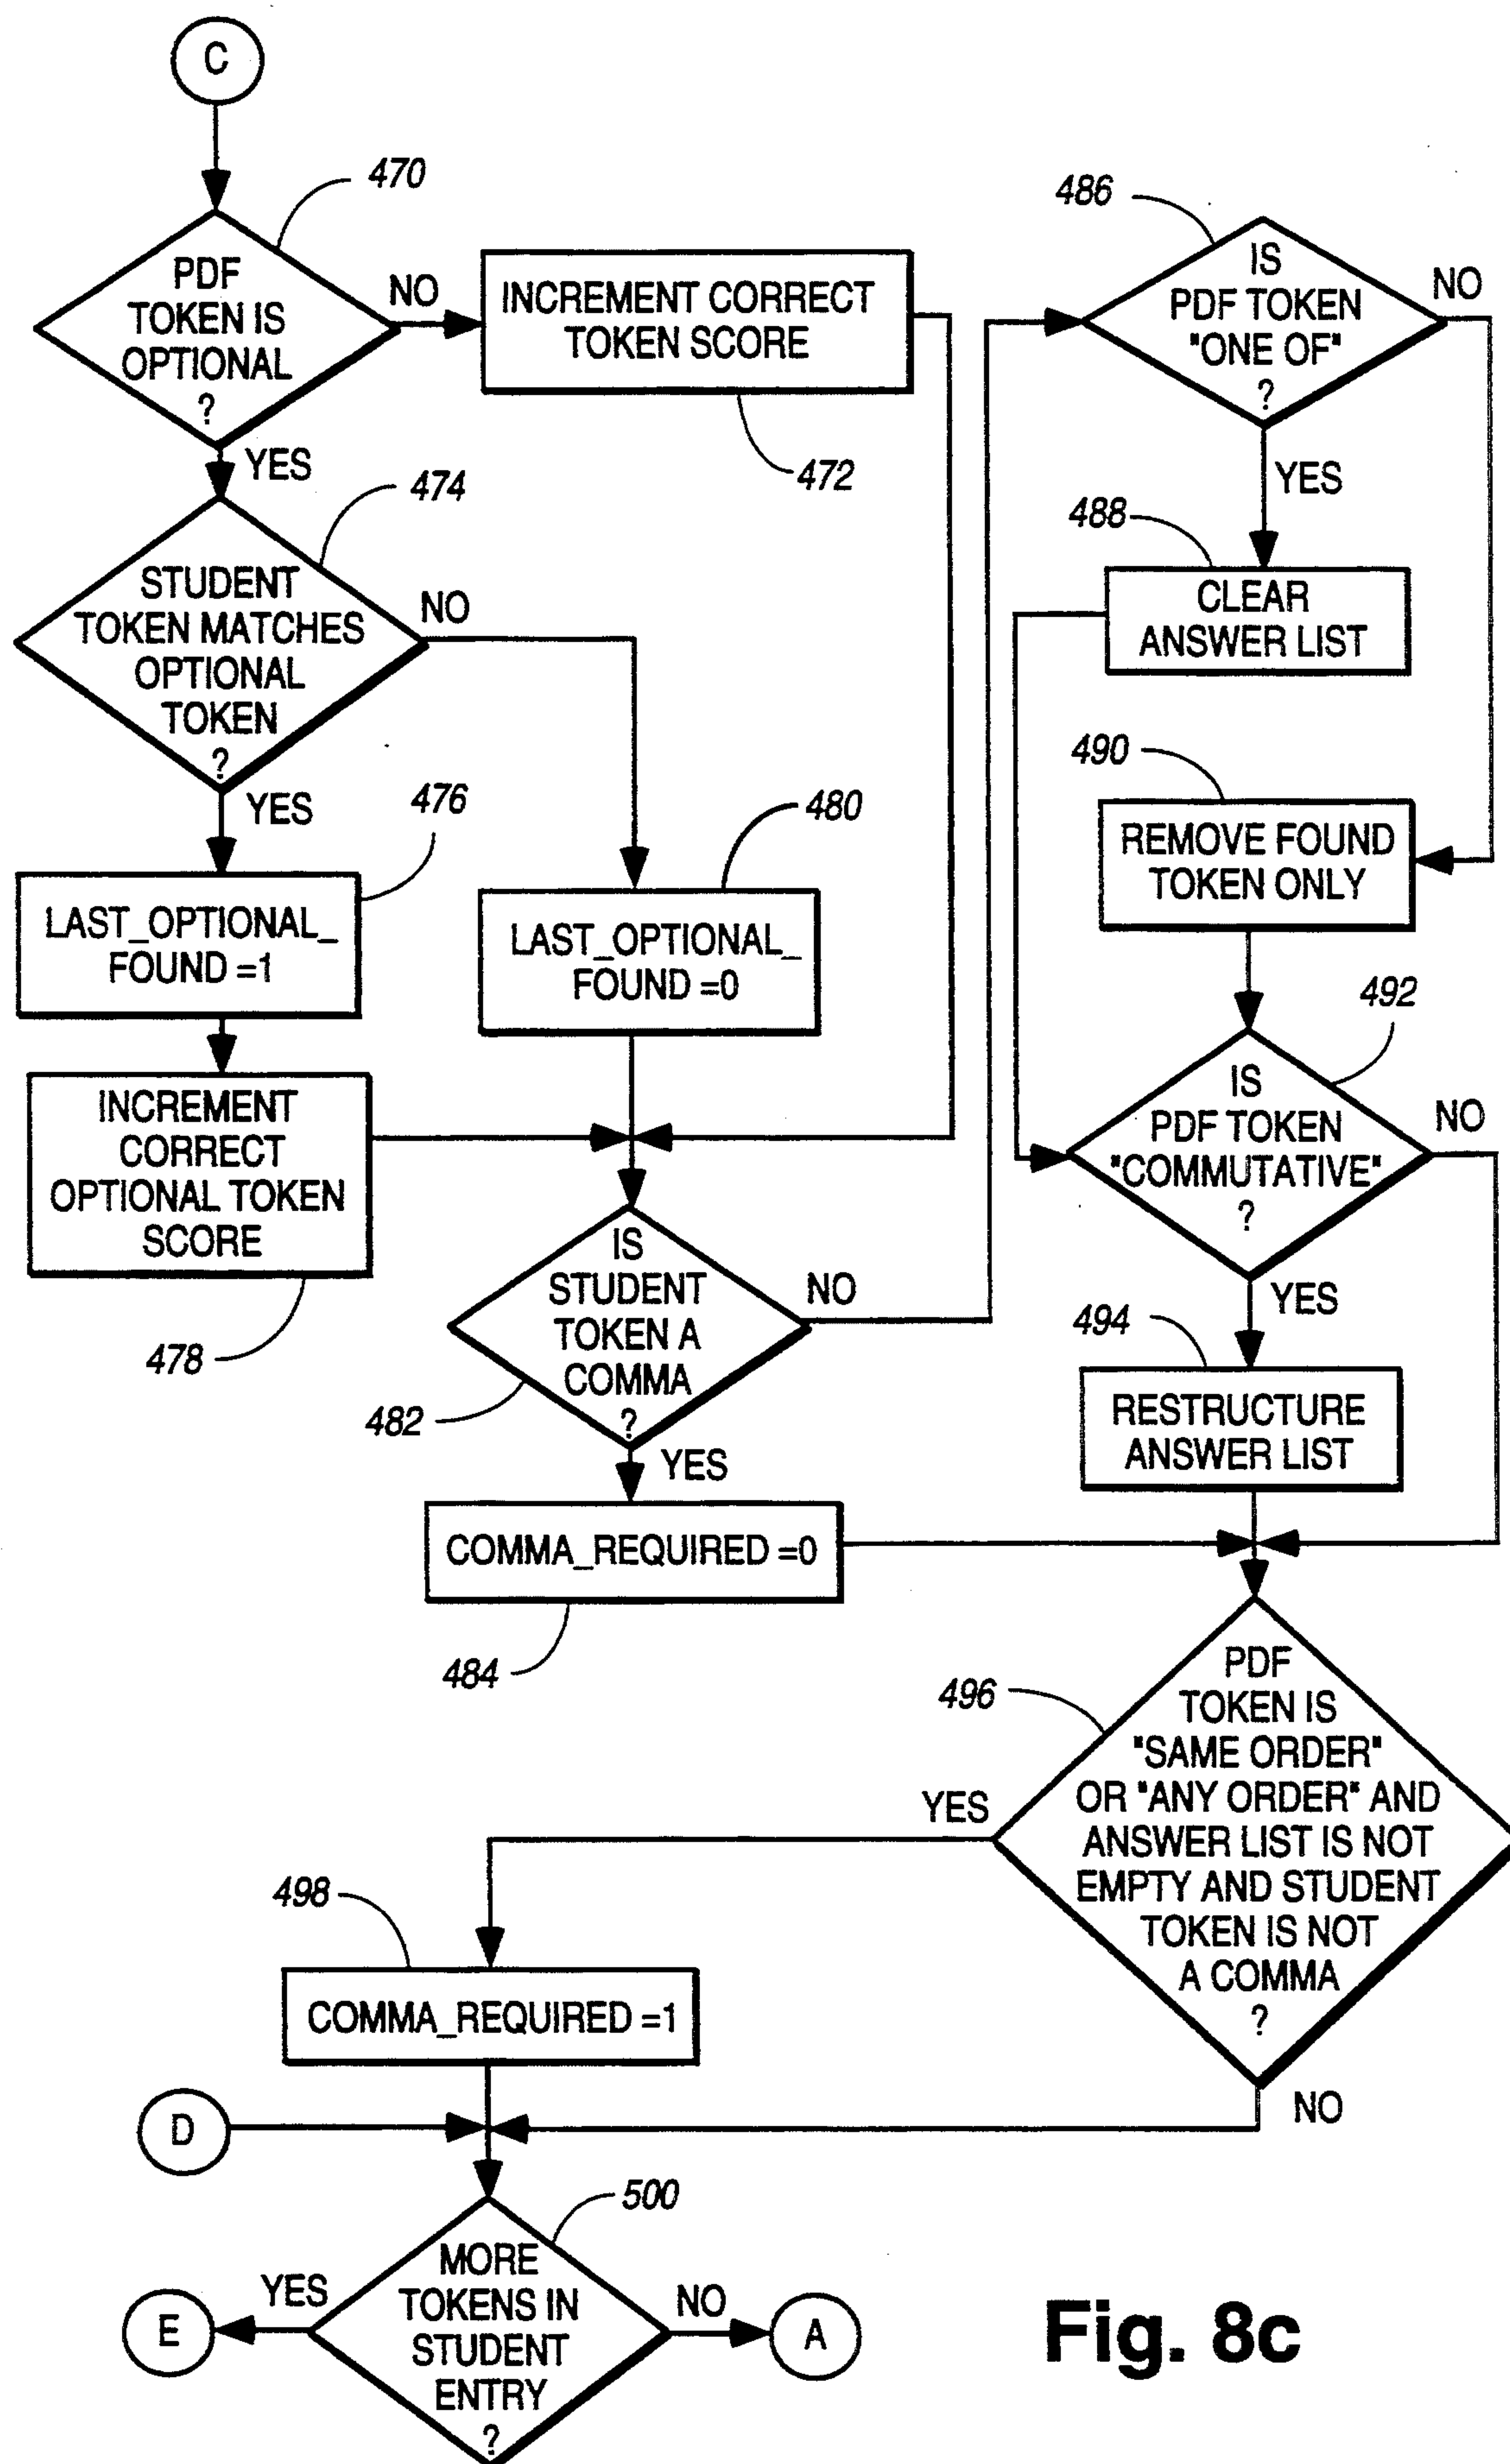 C
470
PDF
TOKEN IS
OPTIONAL
?
NO
INCREMENT CORRECT
TOKEN SCORE
472
YES
474
STUDENT
TOKEN MATCHES
OPTIONAL
TOKEN
?
NO
YES
476
LAST_OPTIONAL_
FOUND =1
480
LAST_OPTIONAL_
FOUND =0
INCREMENT
CORRECT
OPTIONAL TOKEN
SCORE
478
IS
STUDENT
TOKEN A
COMMA
?
NO
482
YES
COMMA_REQUIRED =0
484
486
IS
PDF TOKEN
"ONE OF"
?
NO
YES
488
CLEAR
ANSWER LIST
490
REMOVE FOUND
TOKEN ONLY
492
IS
PDF TOKEN
"COMMUTATIVE"
?
NO
YES
494
RESTRUCTURE
ANSWER LIST
496
PDF
TOKEN IS
"SAME ORDER"
OR "ANY ORDER" AND
ANSWER LIST IS NOT
EMPTY AND STUDENT
TOKEN IS NOT
A COMMA
?
YES
NO
498
COMMA_REQUIRED =1
D
500
MORE
TOKENS IN
STUDENT
ENTRY
?
YES
E
NO
A
Fig. 8c